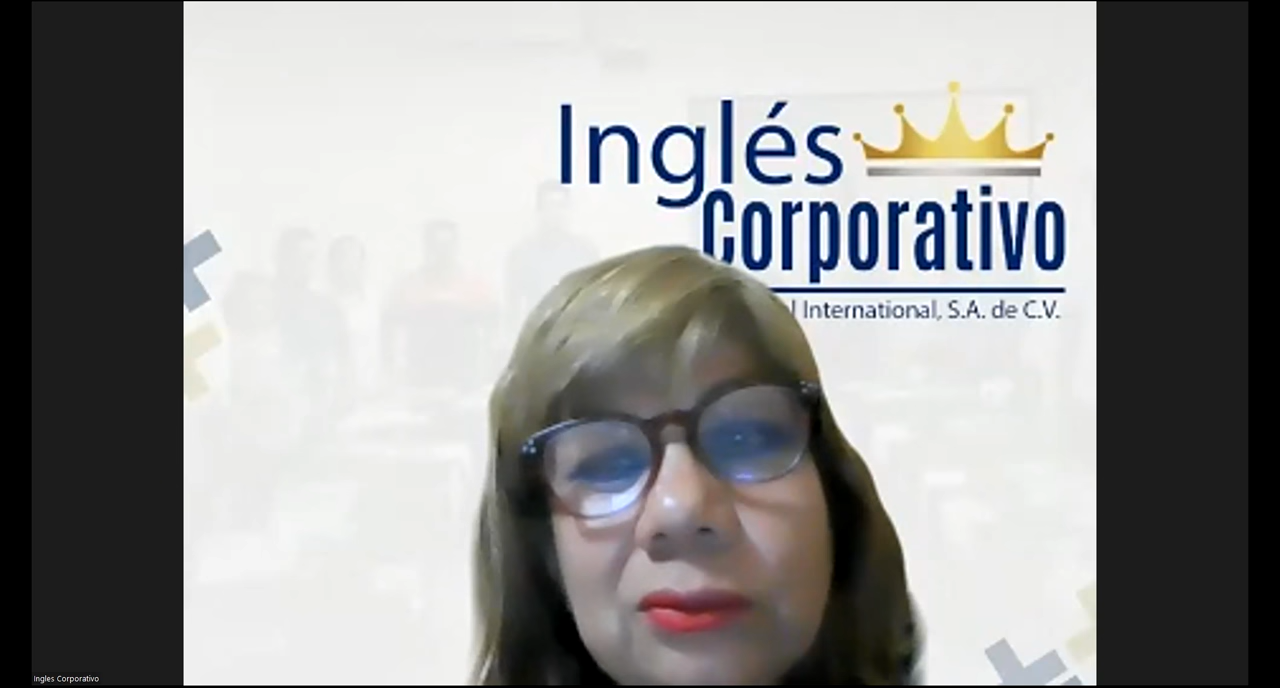 Inglés
Corporativo
International, S.A. de C.V.
Ingles Corporativo